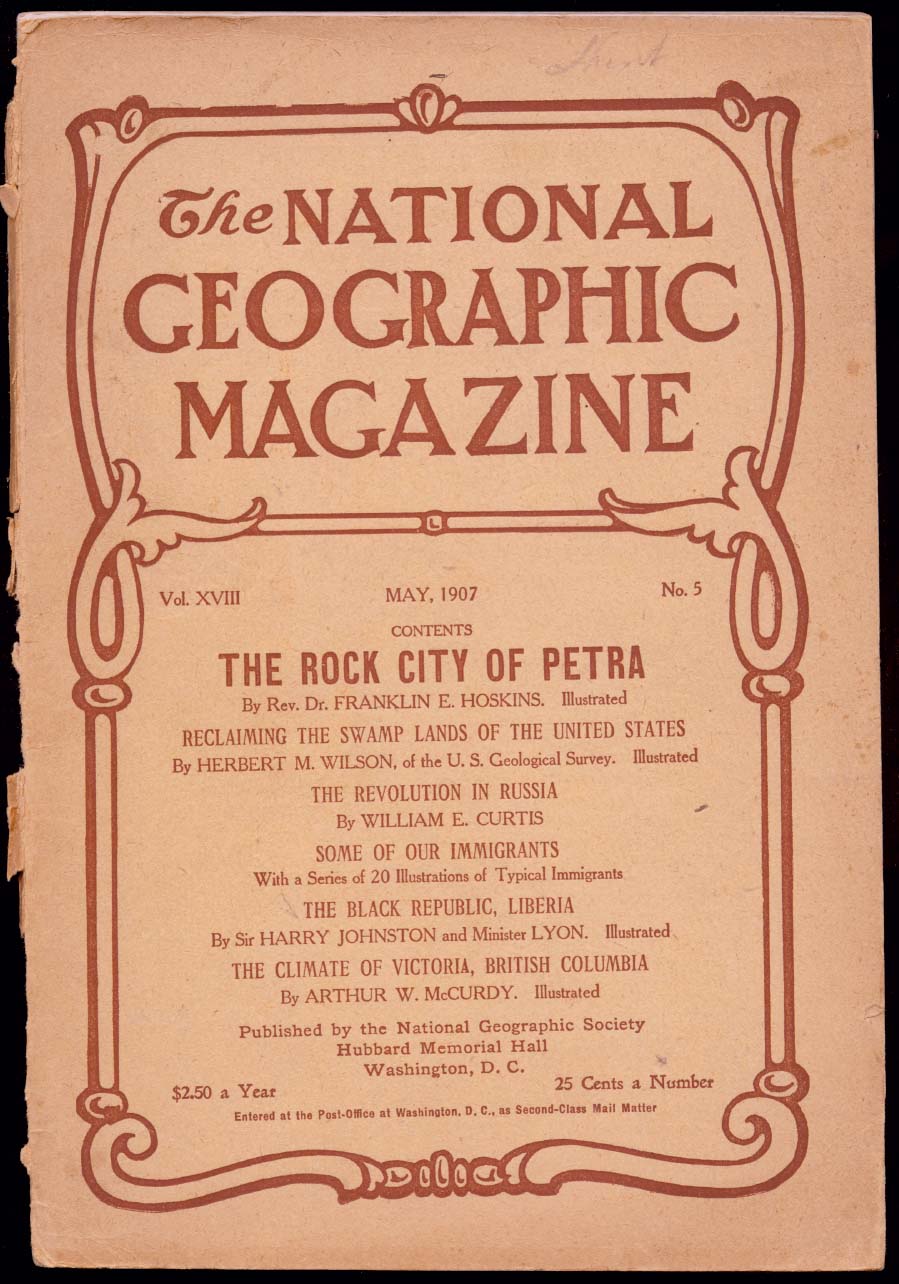 The NATIONAL
GEOGRAPHIC
MAGAZINE
Vol. XVIII MAY, 1907 No. 5
CONTENTS
THE ROCK CITY OF PETRA
By Rev. Dr. FRANKLIN E. HOSKINS. Illustrated
RECLAIMING THE SWAMP LANDS OF THE UNITED STATES
By HERBERT M. WILSON, of the U. S. Geological Survey. Illustrated
THE REVOLUTION IN RUSSIA
By WILLIAM E. CURTIS
SOME OF OUR IMMIGRANTS
With a Series of 20 Illustrations of Typical Immigrants
THE BLACK REPUBLIC, LIBERIA
By Sir HARRY JOHNSTON and Minister LYON. Illustrated
THE CLIMATE OF VICTORIA, BRITISH COLUMBIA
By ARTHUR W. McCURDY. Illustrated
Published by the National Geographic Society
Hubbard Memorial Hall
Washington, D. C.
$2.50 a Year 25 Cents a Number
Entered at the Post-Office at Washington, D. C., as Second-Class Mail Matter